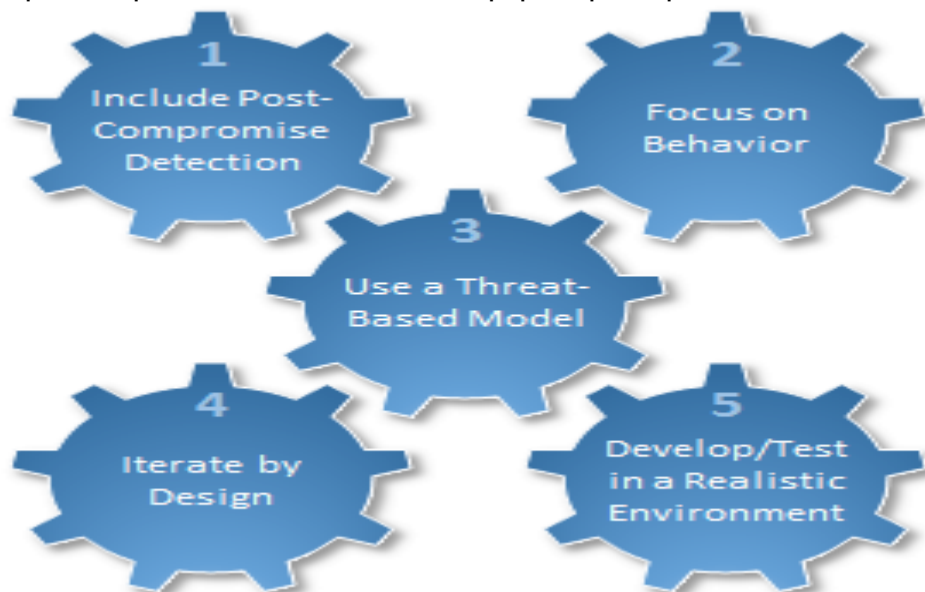 1
Include Post-
Compromise
Detection
2
Focus on
Behavior
3
Use a Threat-
Based Model
4
Iterate by
Design
5
Develop/Test
in a Realistic
Environment